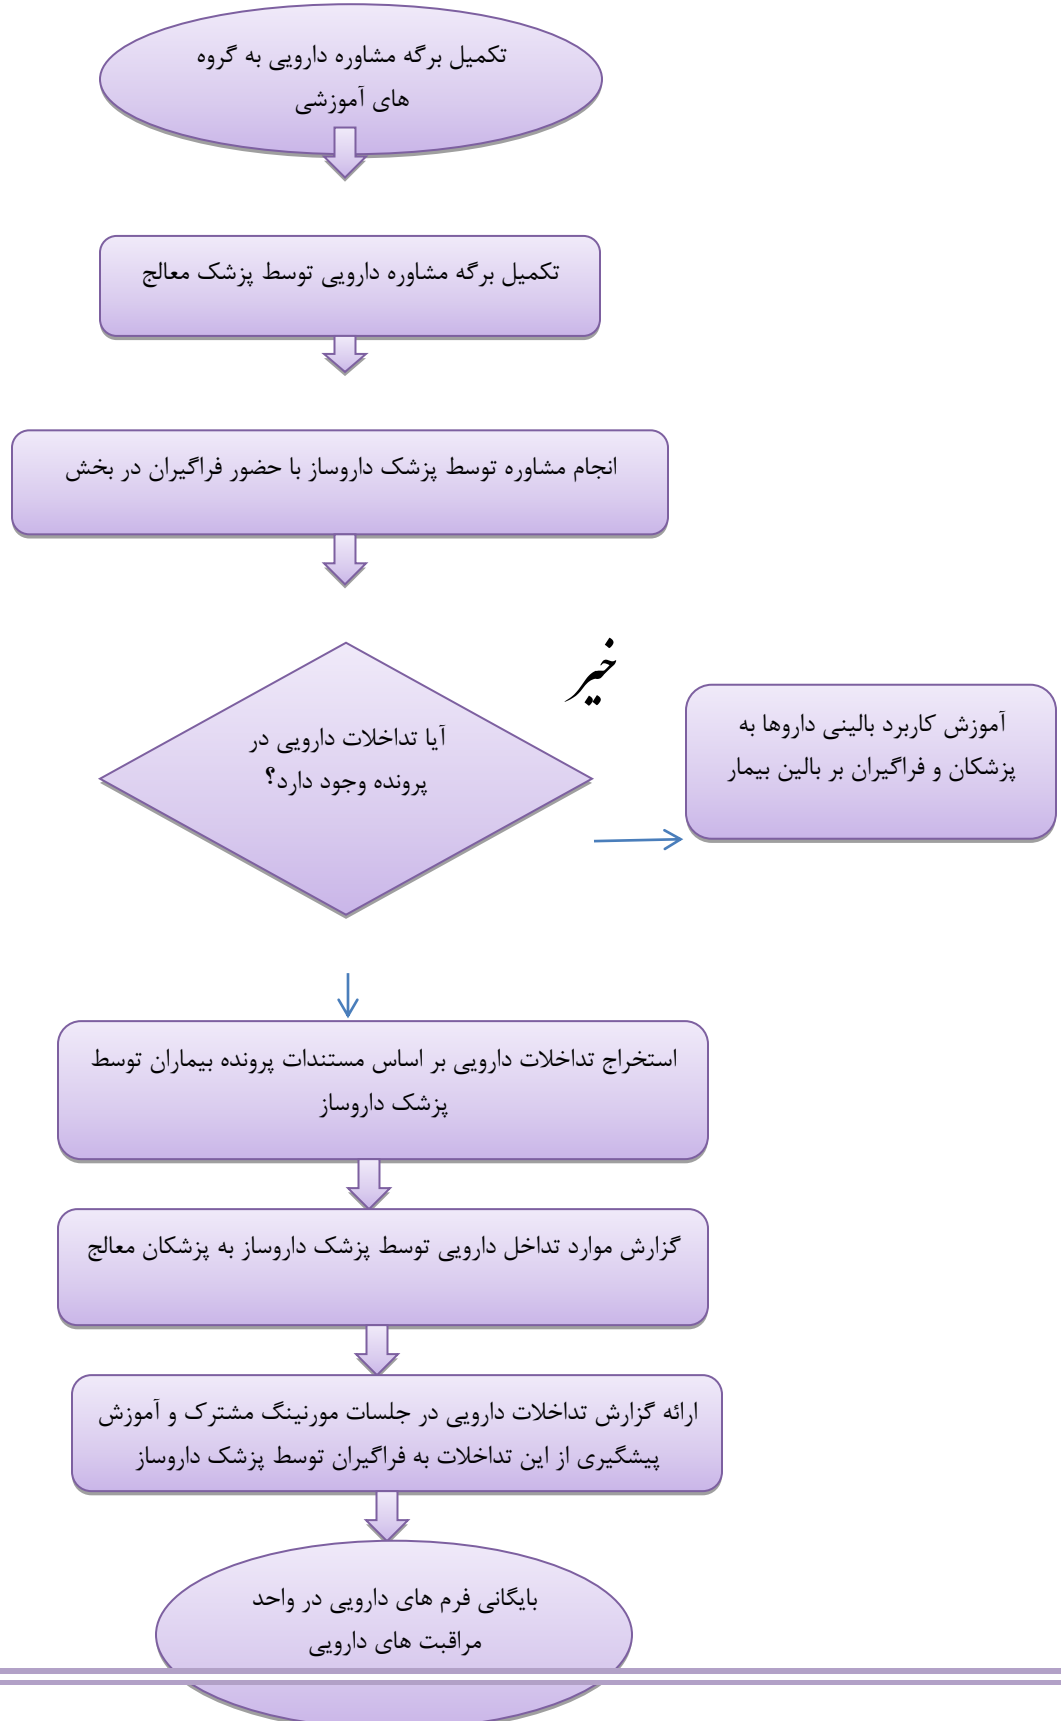 تکمیل برگه مشاوره دارویی به گروه
های آموزشی
تکمیل برگه مشاوره دارویی توسط پزشک معالج
انجام مشاوره توسط پزشک داروساز با حضور فراگیران در بخش
خیر
آیا تداخلات دارویی در
پرونده وجود دارد؟
آموزش کاربرد بالینی داروها به
پزشکان و فراگیران بر بالین بیمار
استخراج تداخلات دارویی بر اساس مستندات پرونده بیماران توسط
پزشک داروساز
گزارش موارد تداخل دارویی توسط پزشک داروساز به پزشکان معالج
ارائه گزارش تداخلات دارویی در جلسات مورنینگ مشترک و آموزش
پیشگیری از این تداخلات به فراگیران توسط پزشک داروساز
بایگانی فرم های دارویی در واحد
مراقبت های دارویی